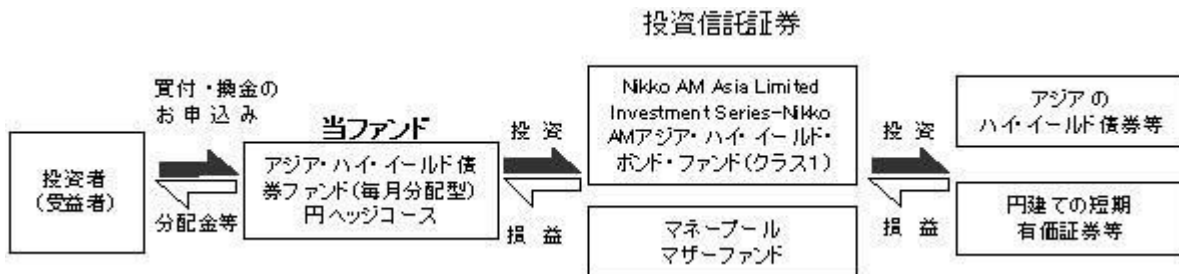 投資信託証券
買付・換金の
お申込み
当ファンド
投資者
(受益者)
分配金等
アジア・ハイ・イールド債
券ファンド(毎月分配型)
円ヘッジコース
投資
損益
Nikko AM Asia Limited
Investment Series-Nikko
AMアジア・ハイ・イールド・
ボンド・ファンド(クラス1)
マネープール
マザーファンド
投資
損益
アジアの
ハイ・イールド債券等
円建ての短期
有価証券等